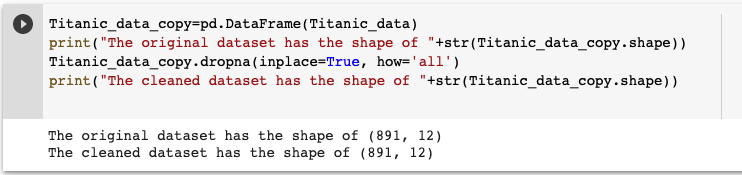 Titanic_data_copy=pd.DataFrame(Titanic_data)
print("The original dataset has the shape of "+str(Titanic_data_copy.shape))
Titanic_data_copy.dropna(inplace=True, how='all')
print("The cleaned dataset has the shape of "+str(Titanic_data_copy.shape))
The original dataset has the shape of (891, 12)
The cleaned dataset has the shape of (891, 12)